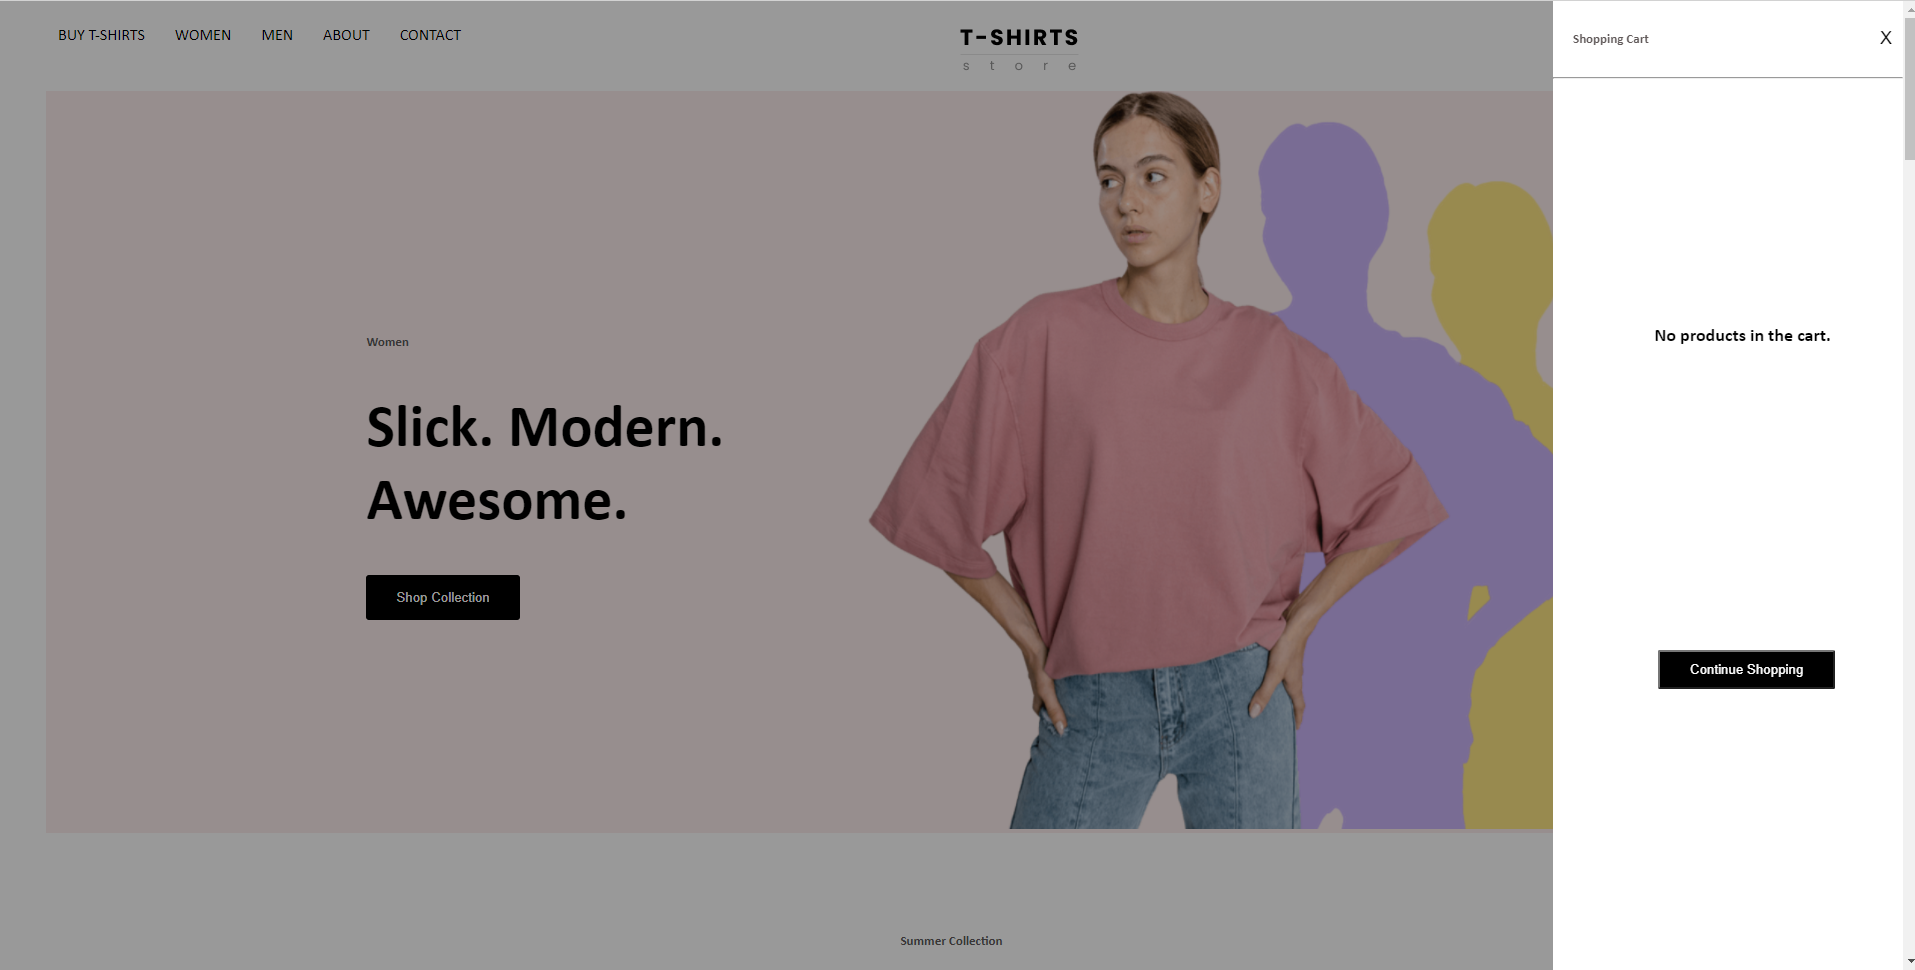 BUY T-SHIRTS WOMEN MEN ABOUT CONTACT
T-SHIRTS
store
Shopping Cart X
Women
Slick. Modern.
Awesome.
Shop Collection
No products in the cart.
Continue Shopping
Summer Collection